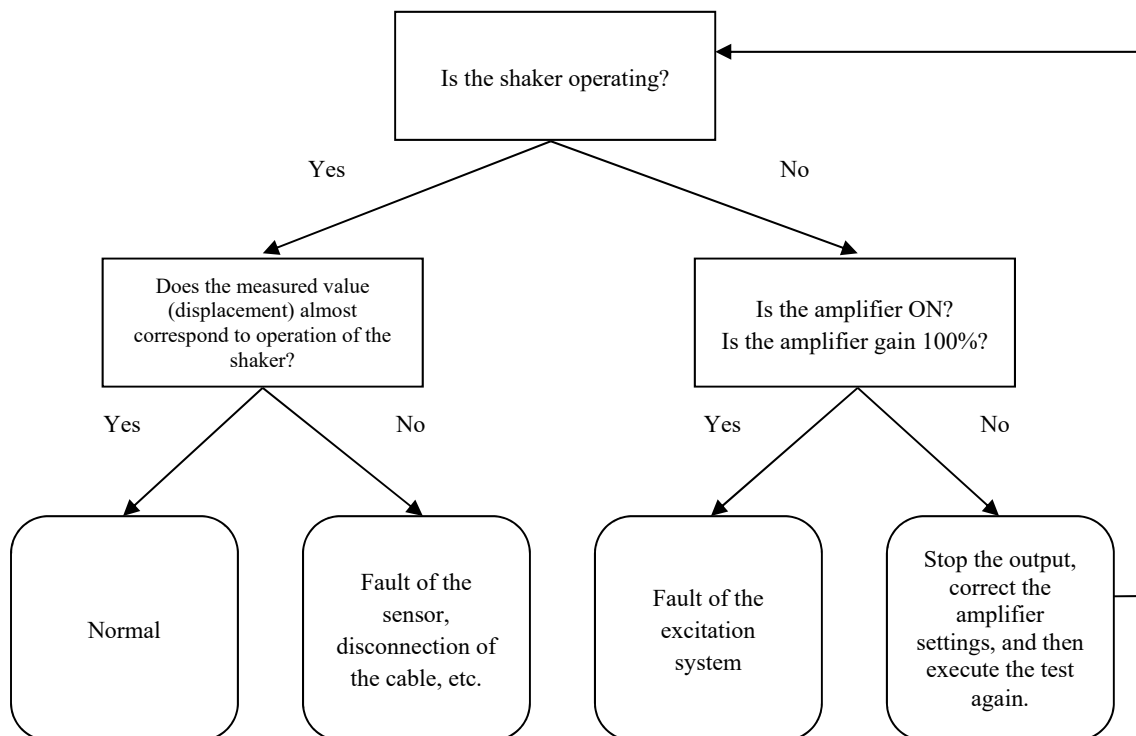 Is the shaker operating?
Yes
No
Does the measured value
(displacement) almost
correspond to operation of the
shaker?
Is the amplifier ON?
Is the amplifier gain 100%?
Yes
No
Yes
No
Normal
Fault of the
sensor,
disconnection of
the cable, etc.
Fault of the
excitation
system
Stop the output,
correct the
amplifier
settings, and then
execute the test
again.